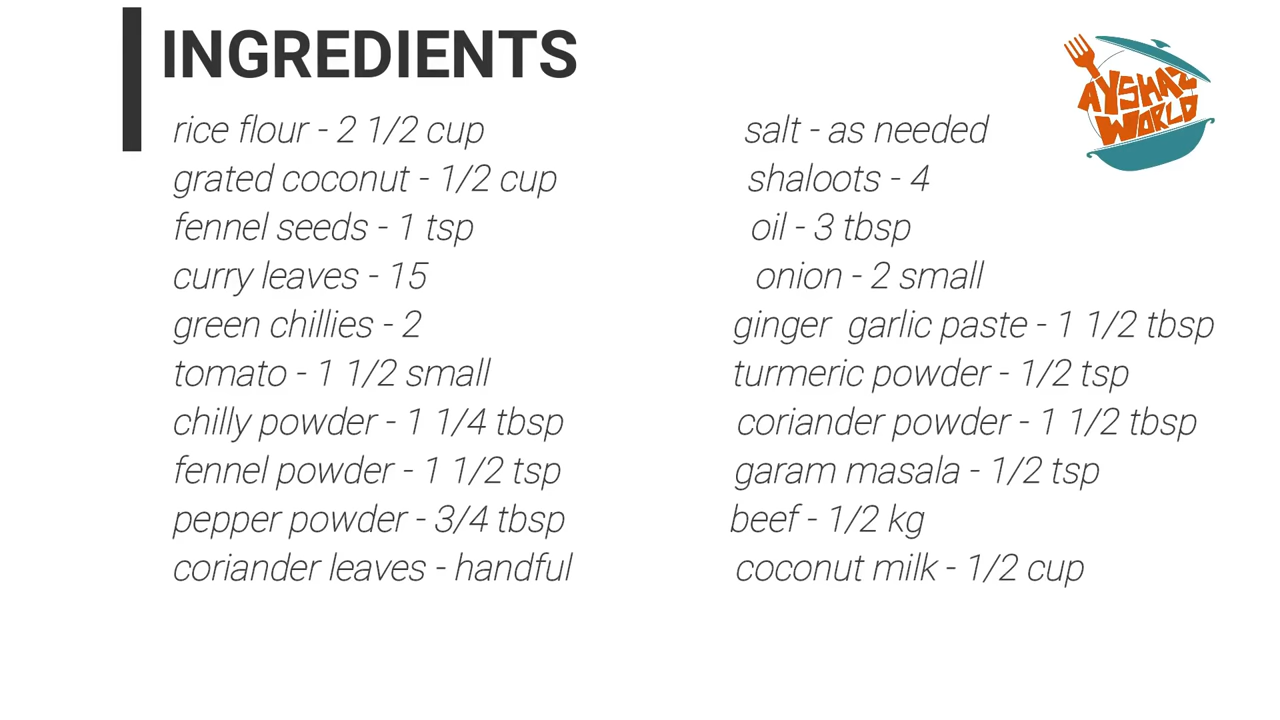 INGREDIENTS
rice flour - 2 1/2 cup
grated coconut - 1/2 cup
fennel seeds - 1 tsp
curry leaves - 15
green chillies - 2
tomato - 1 1/2 small
chilly powder - 1 1/4 tbsp
fennel powder - 1 1/2 tsp
pepper powder - 3/4 tbsp
coriander leaves - handful
salt - as needed
shaloots - 4
oil - 3 tbsp
onion - 2 small
ginger  garlic paste - 1 1/2 tbsp
turmeric powder - 1/2 tsp
coriander powder - 1 1/2 tbsp
garam masala - 1/2 tsp
beef - 1/2 kg
coconut milk - 1/2 cup
AYSHAZ
WORLD